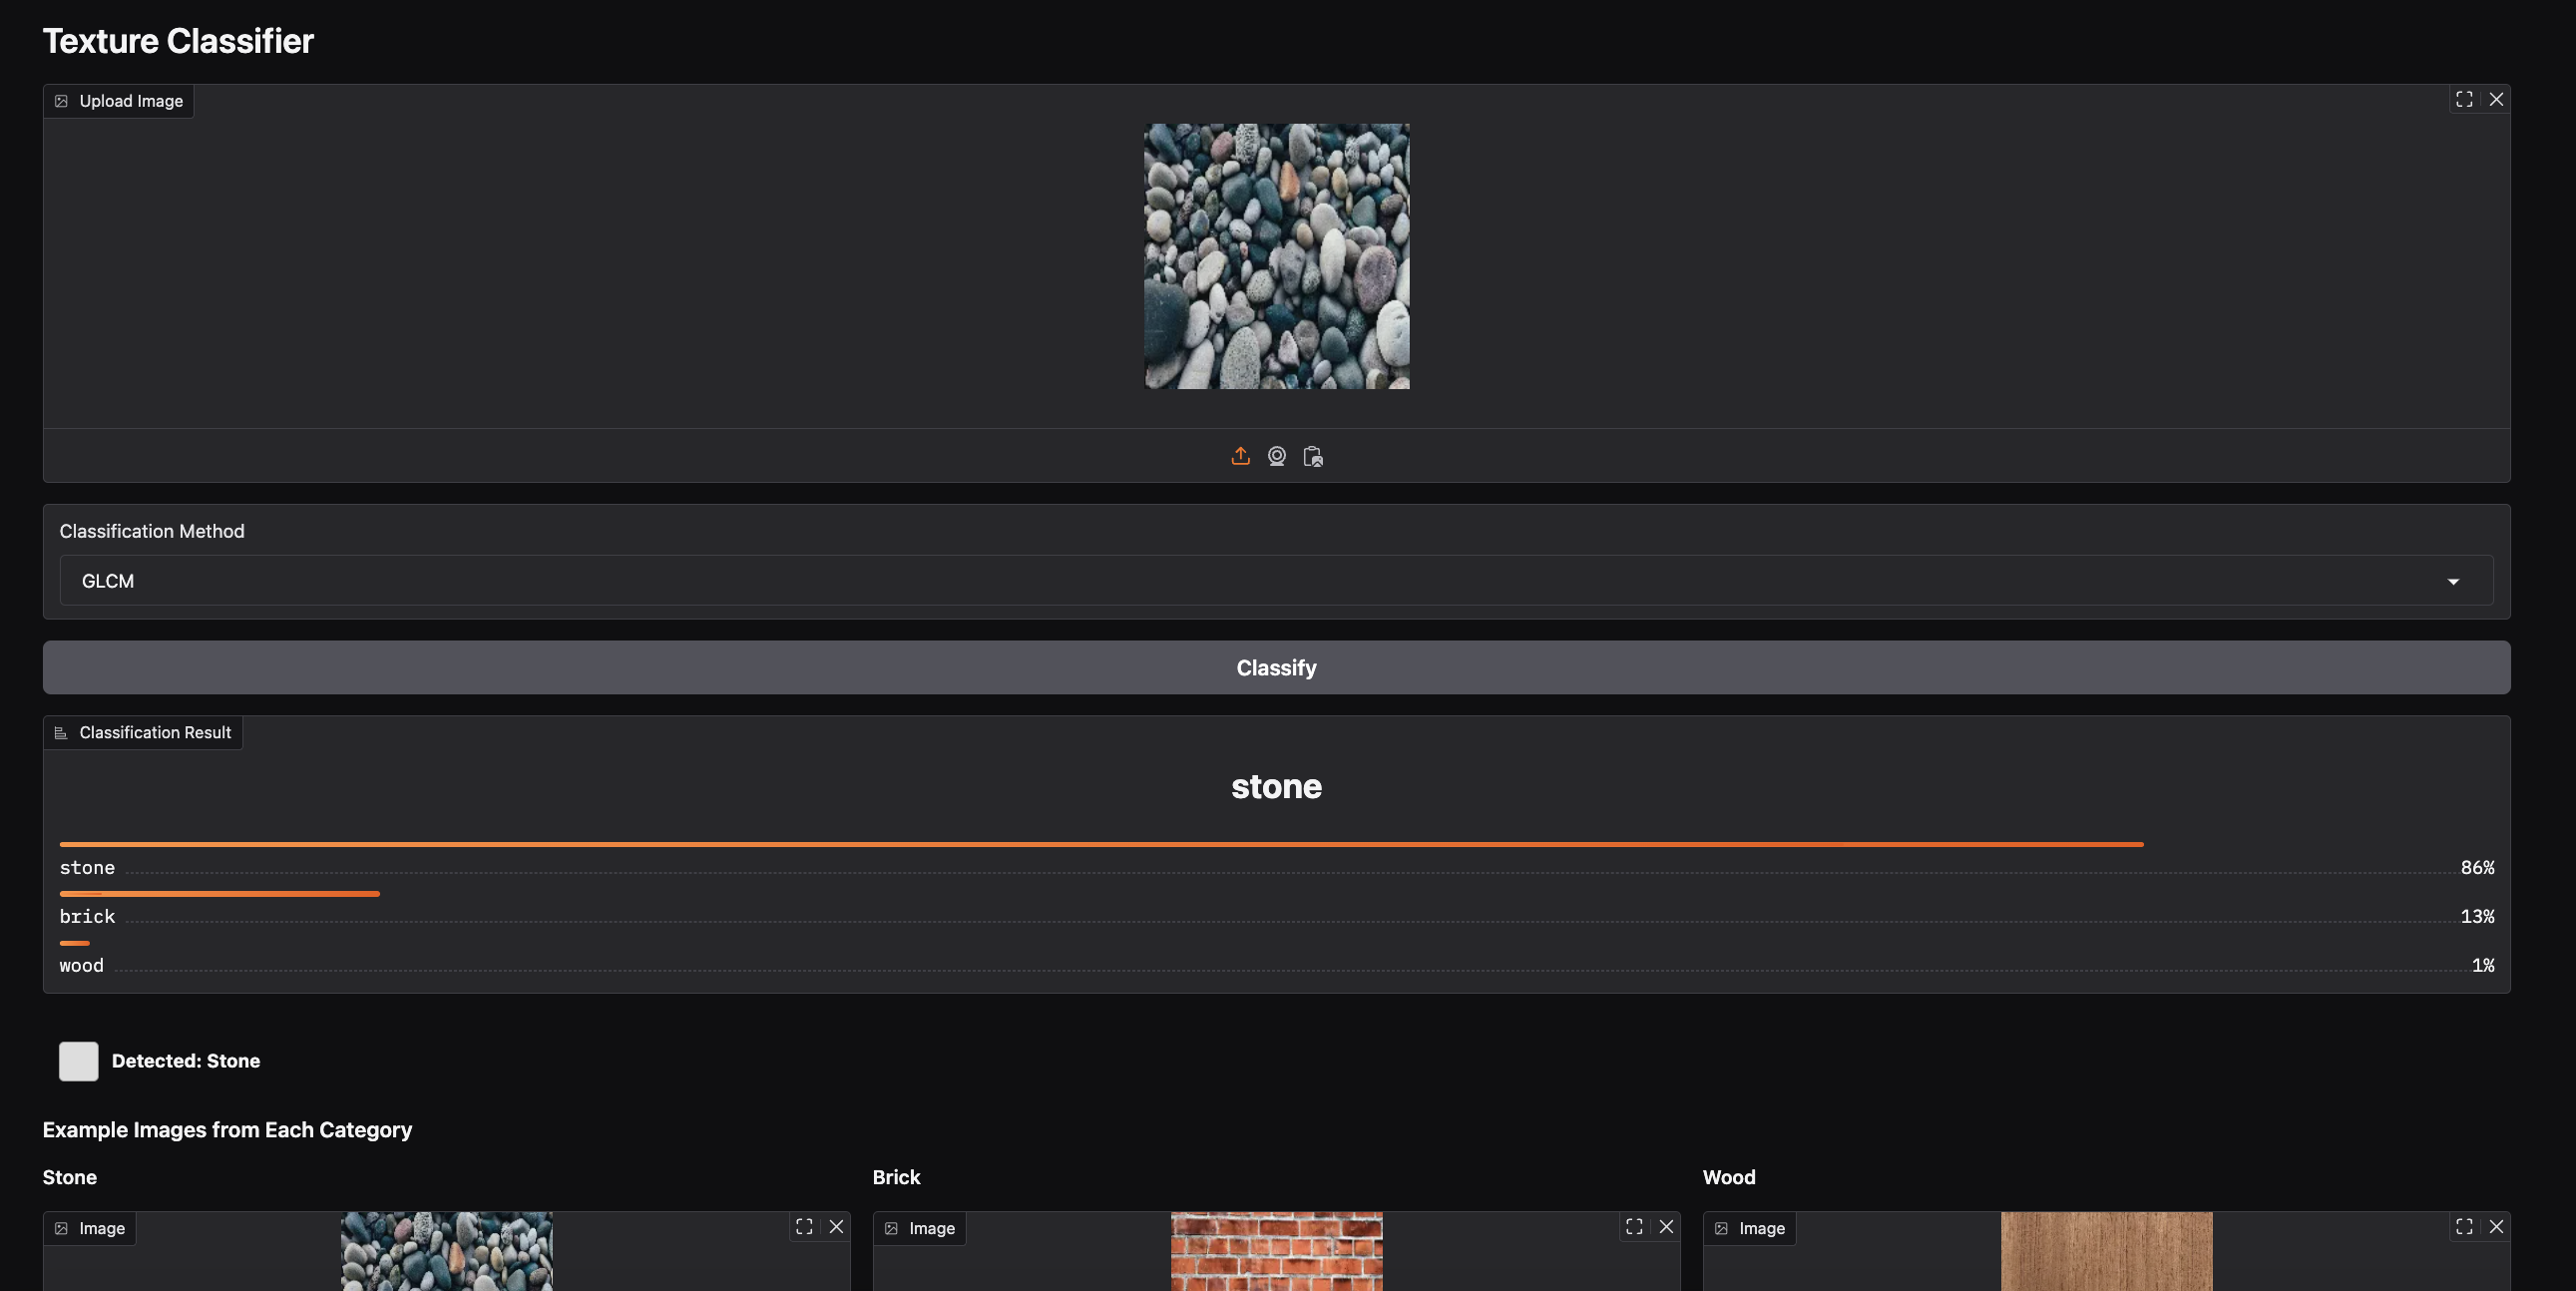 Texture Classifier
Upload Image
Classification Method
GLCM
Classify
Classification Result
stone
stone 86%
brick 13%
wood 1%
Detected: Stone
Example Images from Each Category
Stone Brick Wood
Image Image Image